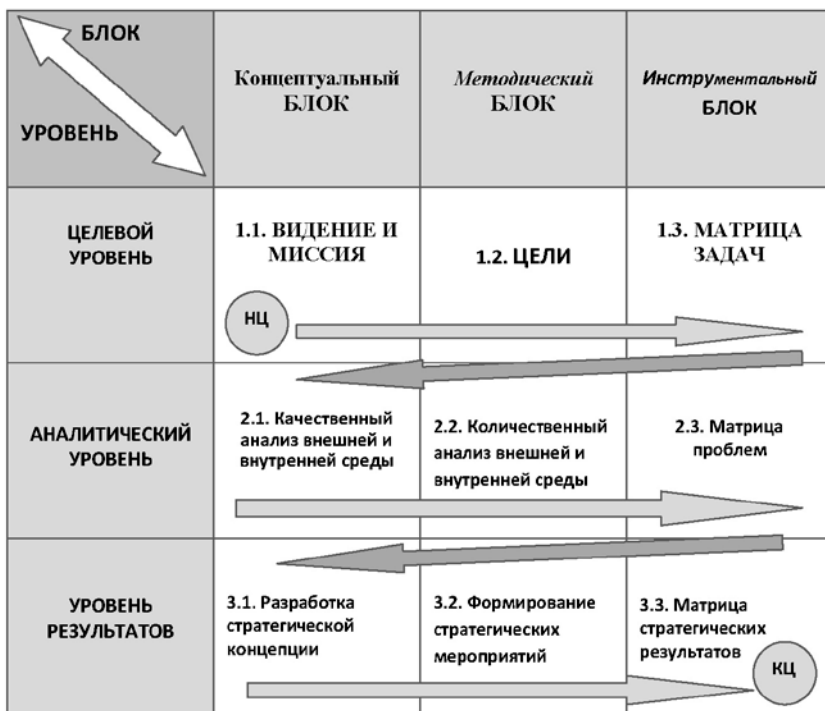 БЛОК
УРОВЕНЬ
Концептуальный
БЛОК
Методический
БЛОК
Инструментальный
БЛОК
ЦЕЛЕВОЙ
УРОВЕНЬ
1.1. ВИДЕНИЕ И
МИССИЯ
1.2. ЦЕЛИ
1.3. МАТРИЦА
ЗАДАЧ
НЦ
АНАЛИТИЧЕСКИЙ
УРОВЕНЬ
2.1. Качественный
анализ внешней и
внутренней среды
2.2. Количественный
анализ внешней и
внутренней среды
2.3. Матрица
проблем
УРОВЕНЬ
РЕЗУЛЬТАТОВ
3.1. Разработка
стратегической
концепции
3.2. Формирование
стратегических
мероприятий
3.3. Матрица
стратегических
результатов
КЦ